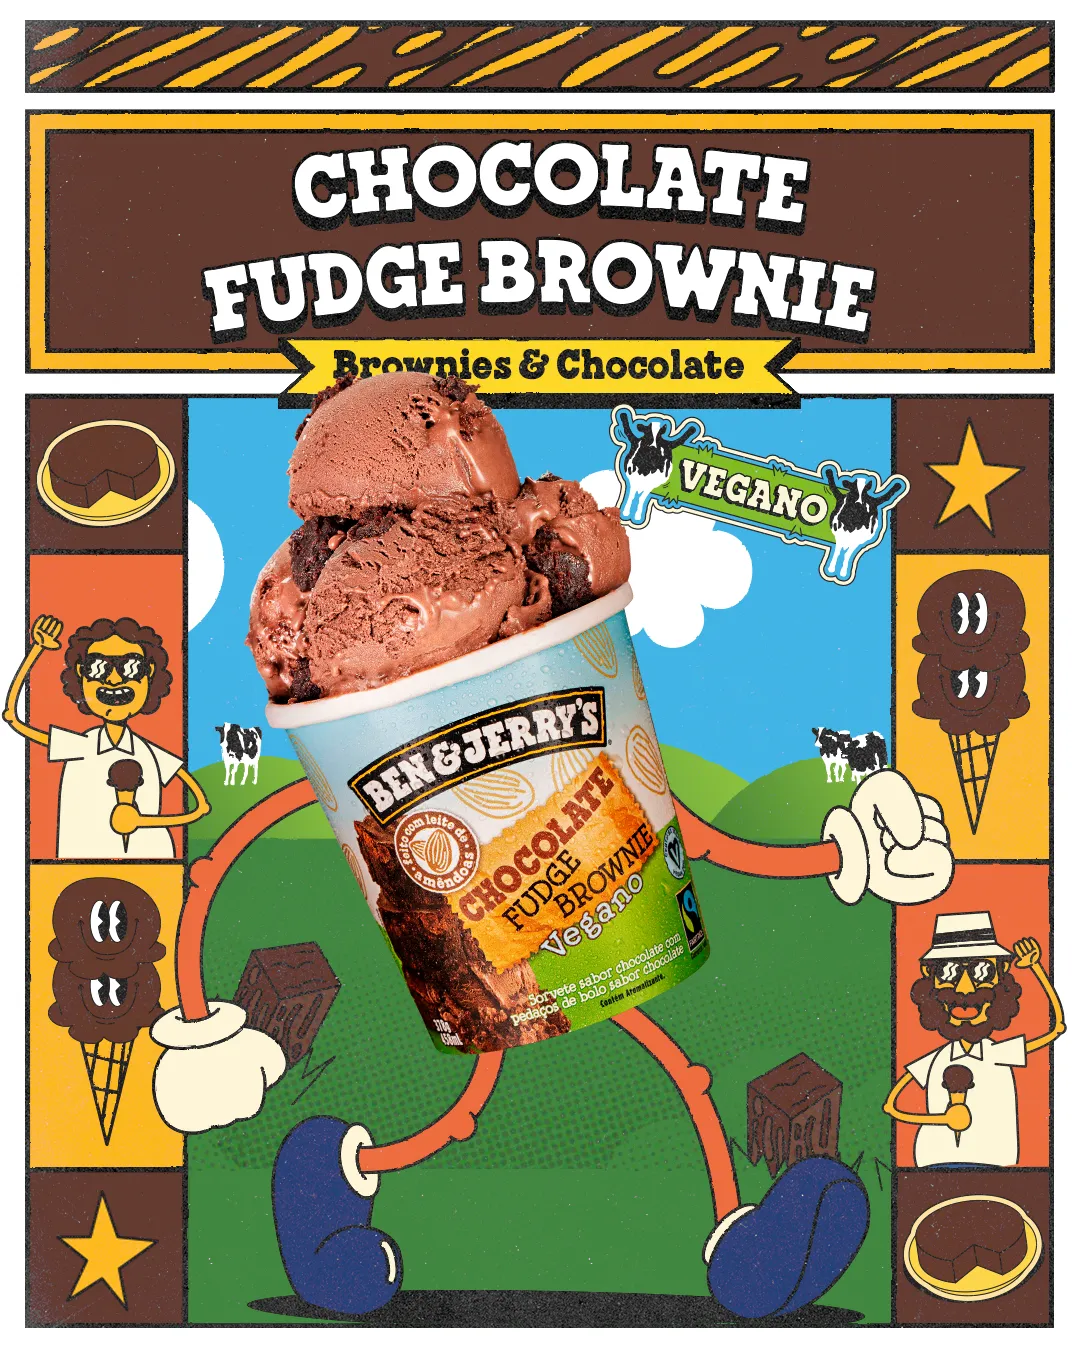 CHOCOLATE
FUDGE BROWNIE
Brownies & Chocolate
VEGANO
BEN & JERRY'S
feito com leite de
amêndoas
CHOCOLATE
FUDGE
BROWNIE
Vegano
Sorvete sabor chocolate com
pedaços de bolo sabor chocolate
Contém Aromatizante.